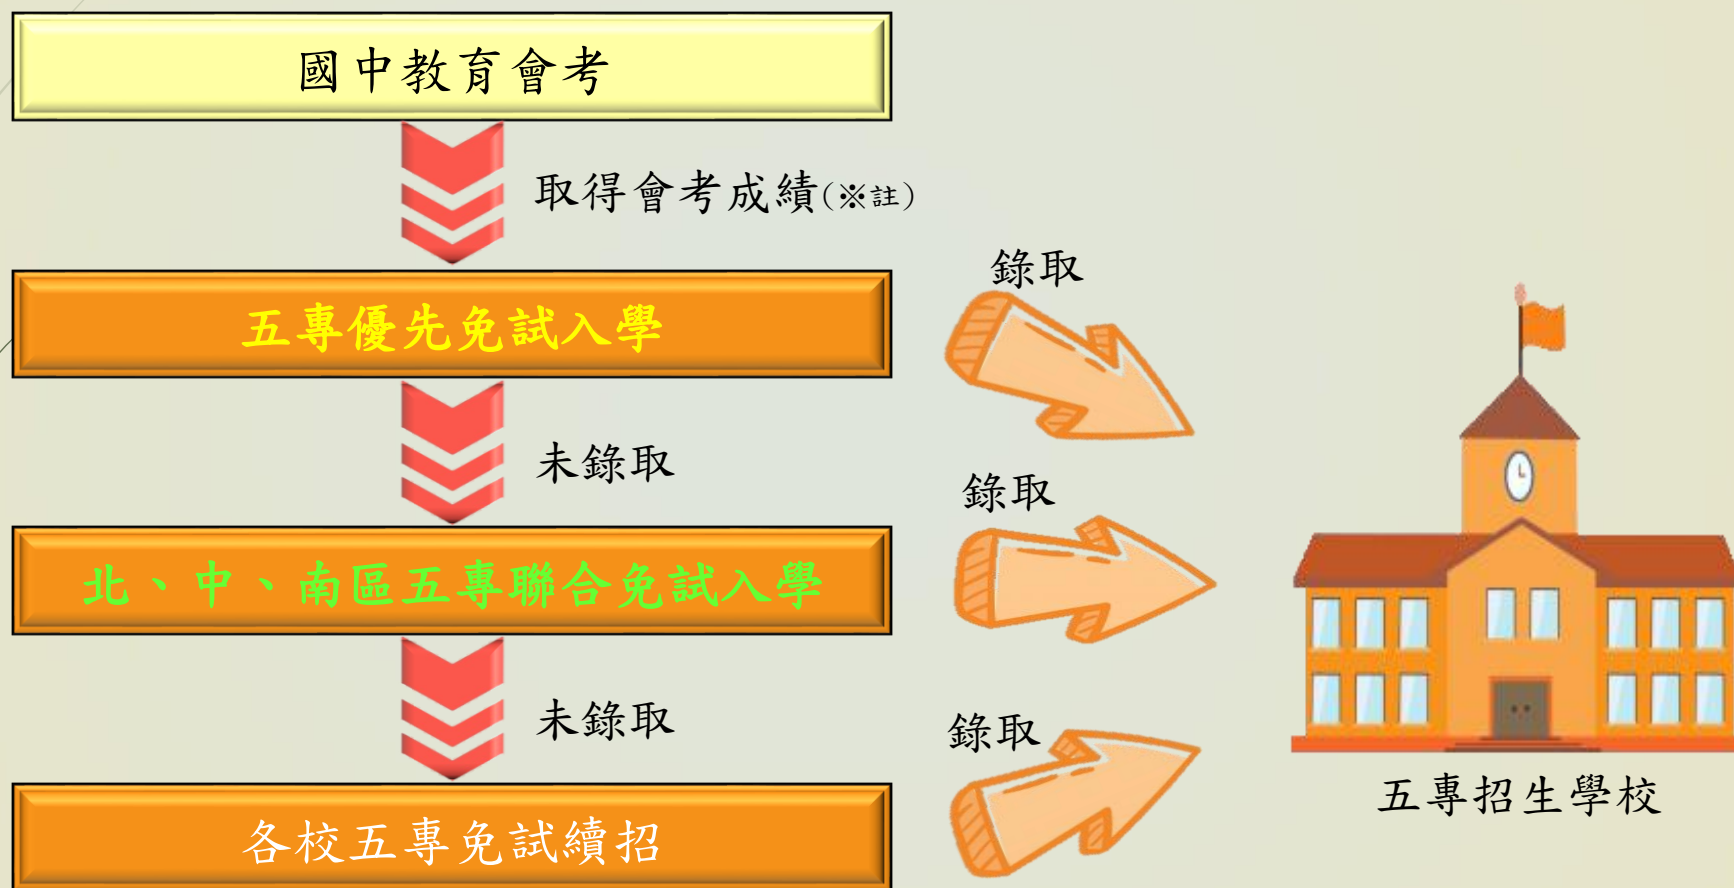 國中教育會考
取得會考成績(※註)
錄取
五專優先免試入學
未錄取
錄取
北、中、南區五專聯合免試入學
未錄取
錄取
五專招生學校
各校五專免試續招